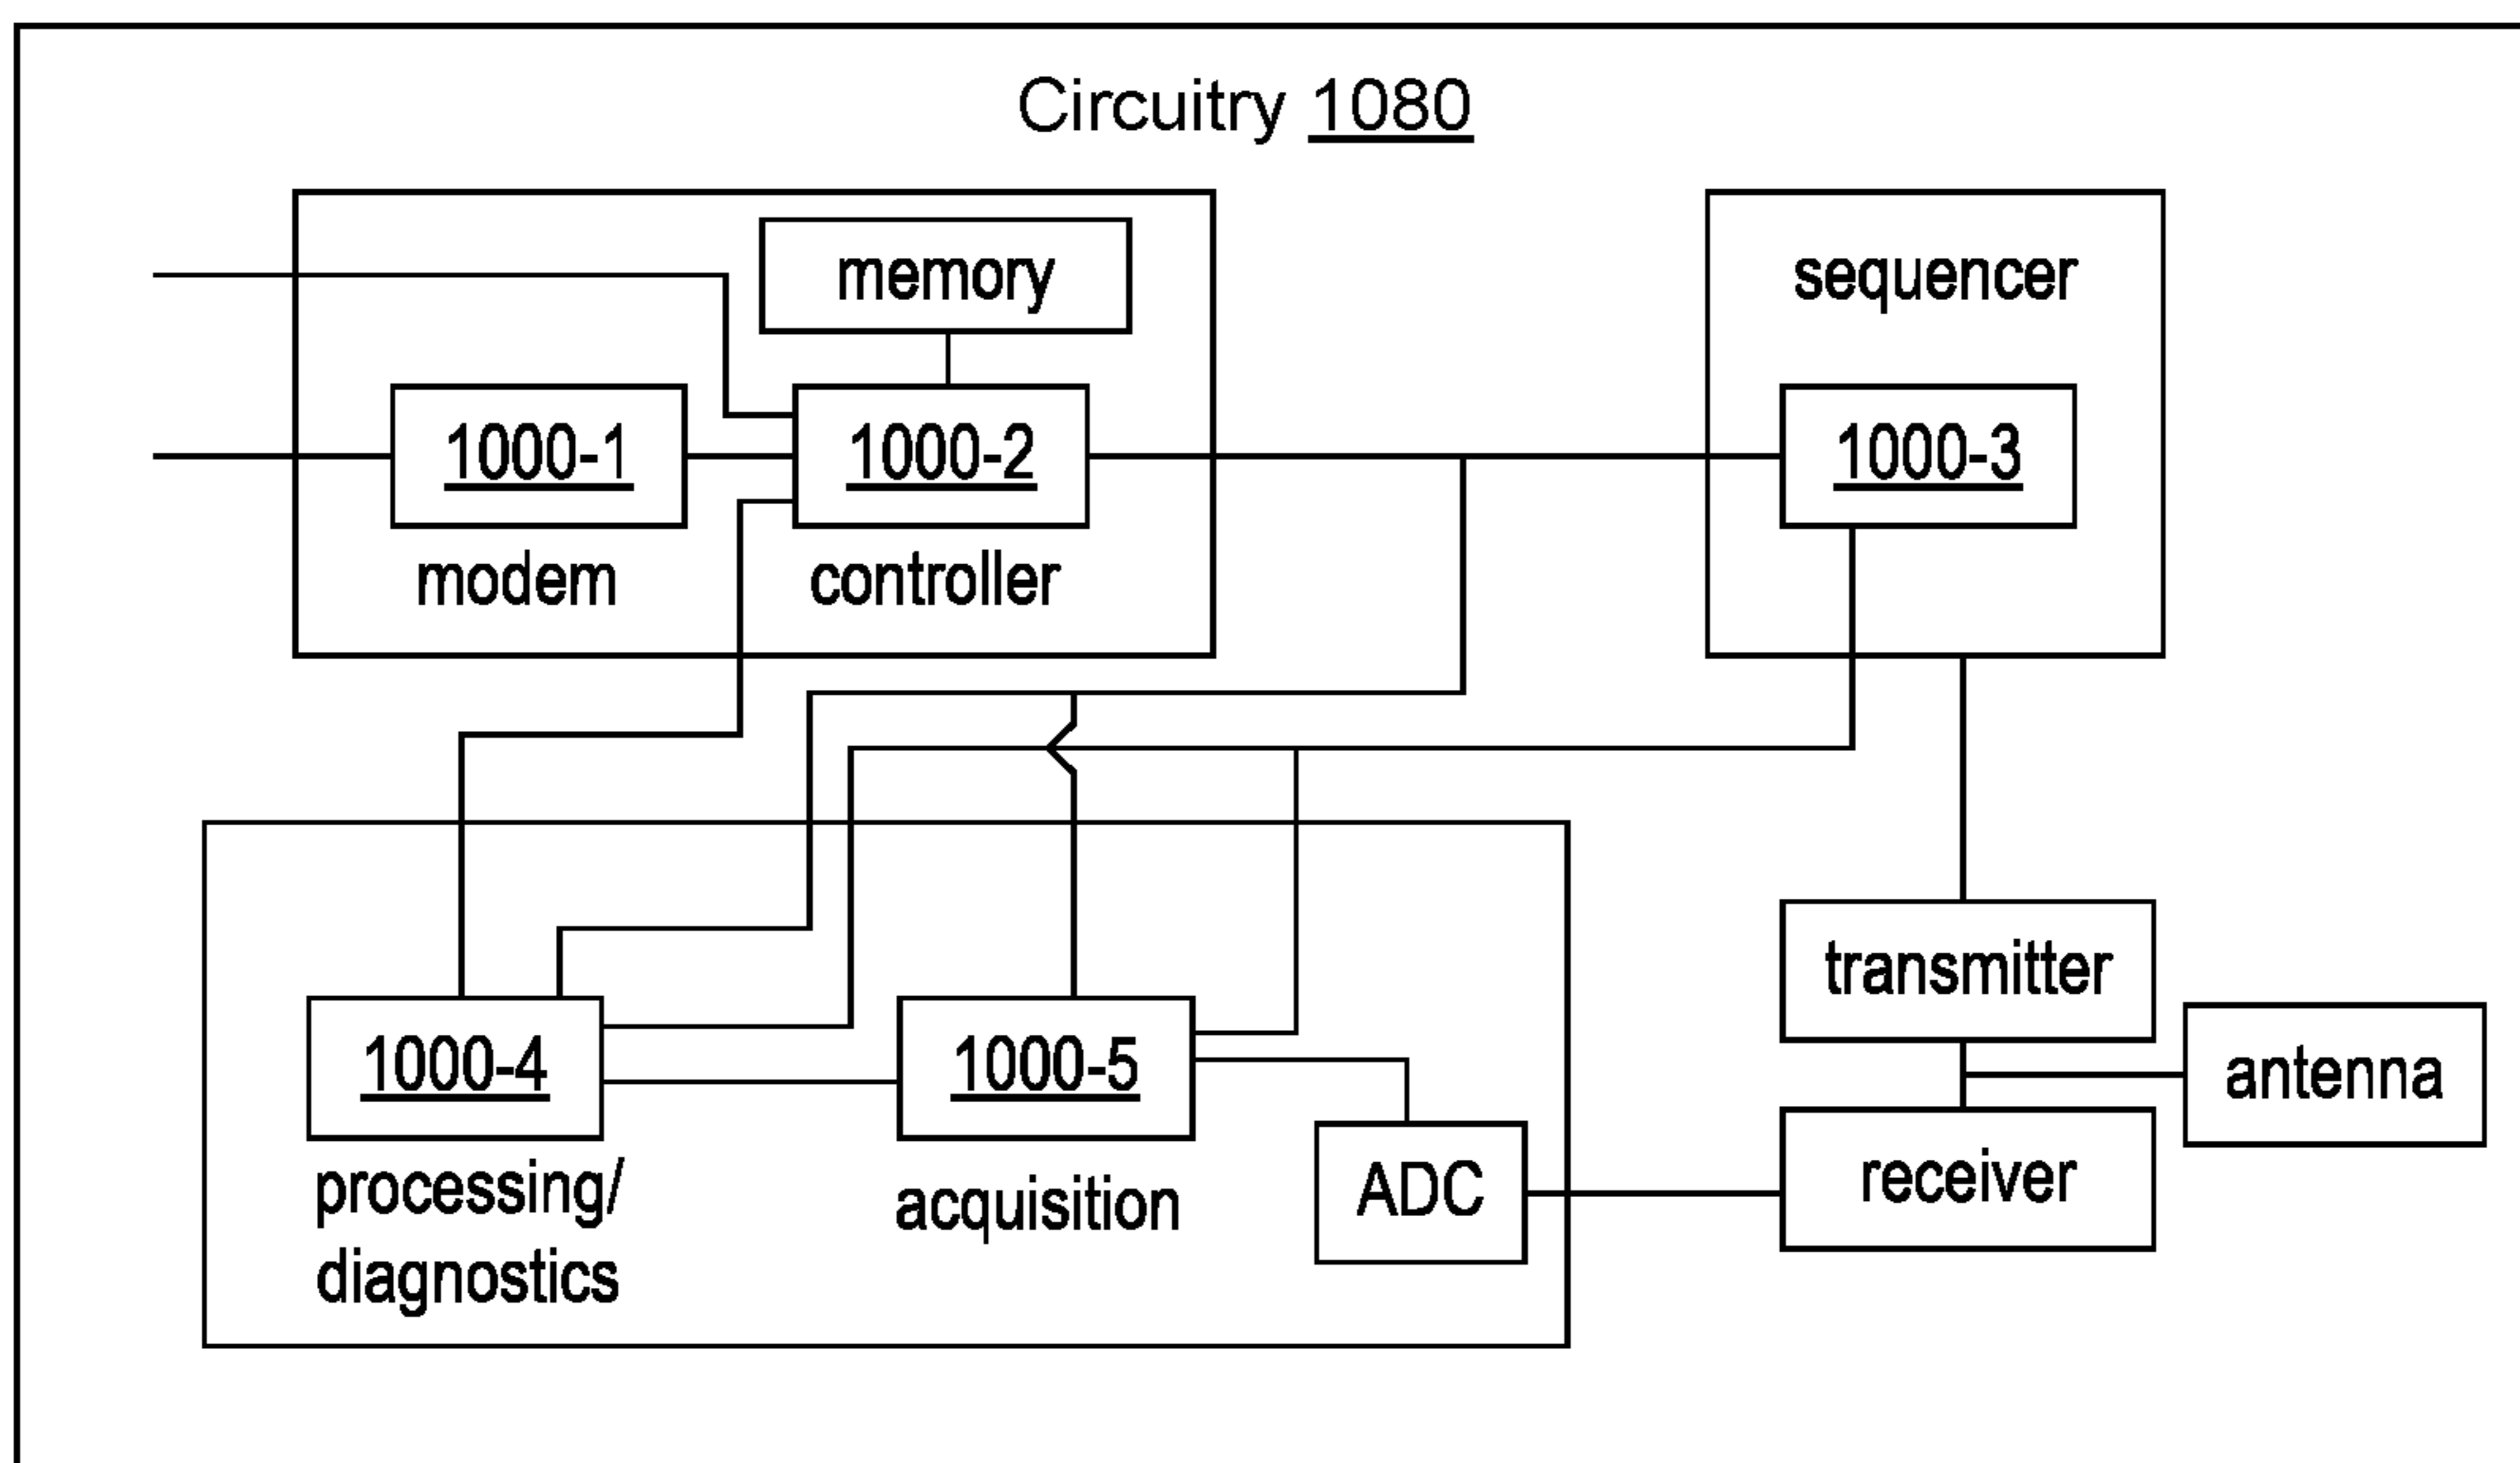 Circuitry 1080
memory
sequencer
1000-1
1000-2
1000-3
modem
controller
transmitter
antenna
1000-4
1000-5
ADC
receiver
processing/
diagnostics
acquisition